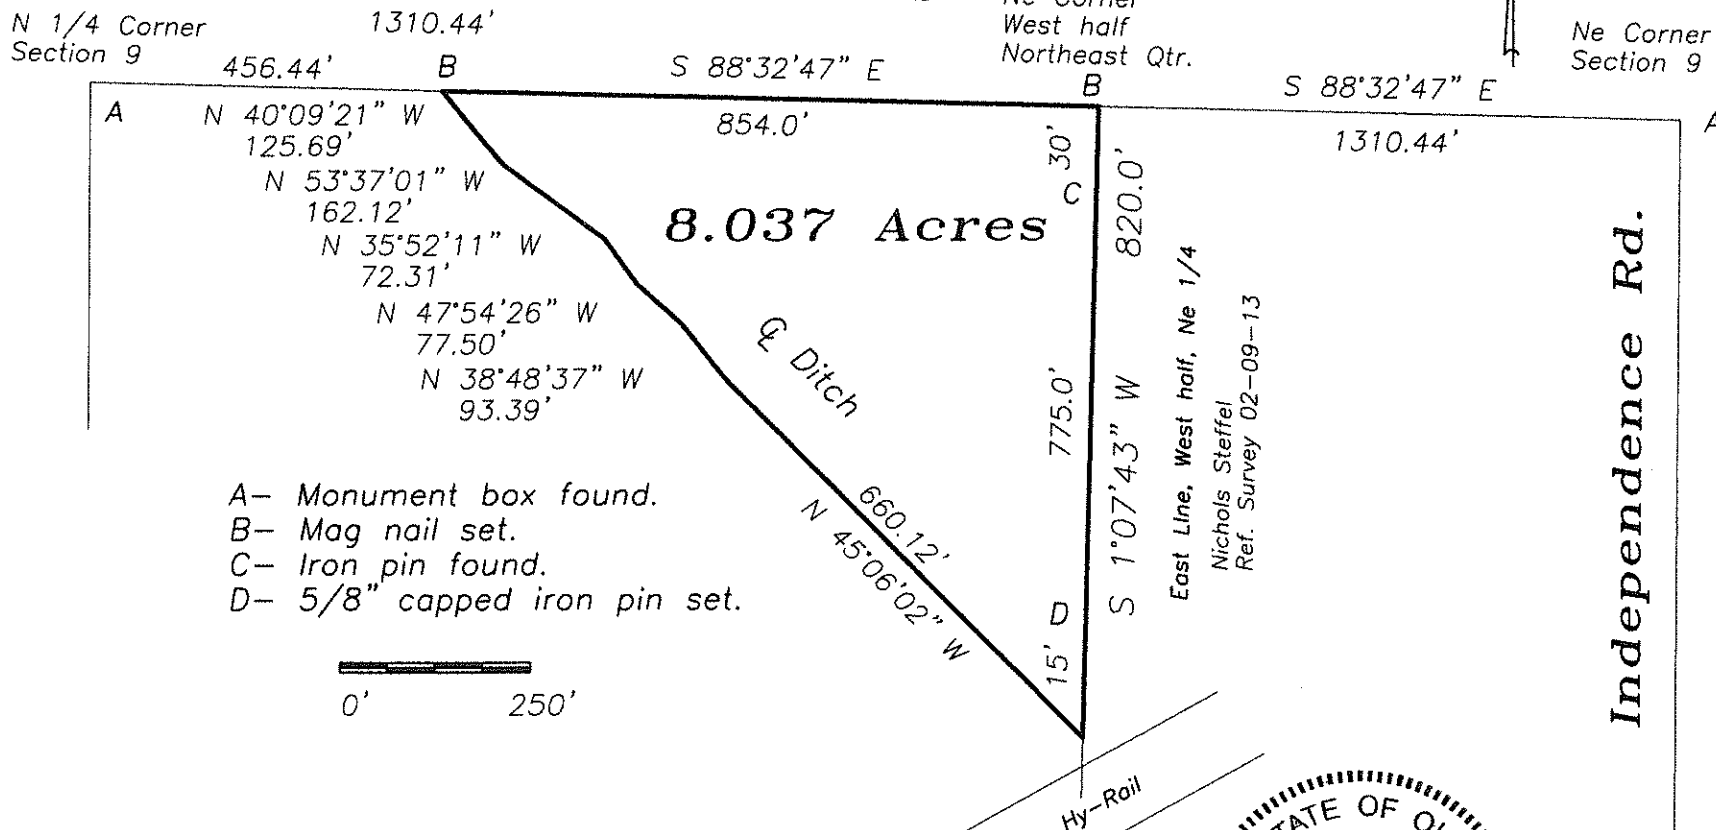 Ne Corner
West half
Northeast Qtr.
N 1/4 Corner
Section 9
1310.44'
Ne Corner
Section 9
456.44'
B
S 88°32'47" E
B
S 88°32'47" E
A
A
N 40°09'21" W
125.69'
854.0'
1310.44'
30'
C
820.0'
N 53°37'01" W
162.12'
8.037 Acres
N 35°52'11" W
72.31'
N 47°54'26" W
77.50'
℄ Ditch
N 38°48'37" W
93.39'
775.0'
S 1°07'43" W
East Line, West half, Ne 1/4
Nichols Steffel
Ref. Survey 02-09-13
Independence Rd.
A- Monument box found.
B- Mag nail set.
C- Iron pin found.
D- 5/8" capped iron pin set.
660.12'
N 45°06'02" W
D
15'
0' 250'
Hy-Rail
STATE OF